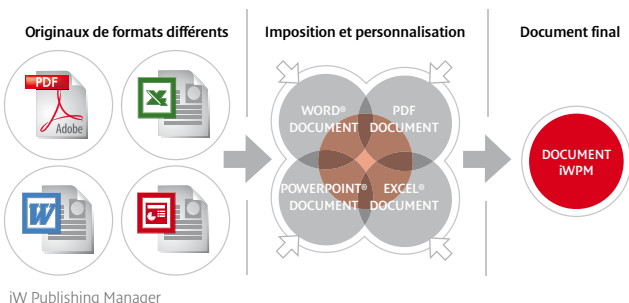 Originaux de formats différents
Imposition et personnalisation
Document final
PDF
Adobe
WORD®
DOCUMENT
PDF
DOCUMENT
POWERPOINT®
DOCUMENT
EXCEL®
DOCUMENT
DOCUMENT
iWPM
W
iW Publishing Manager